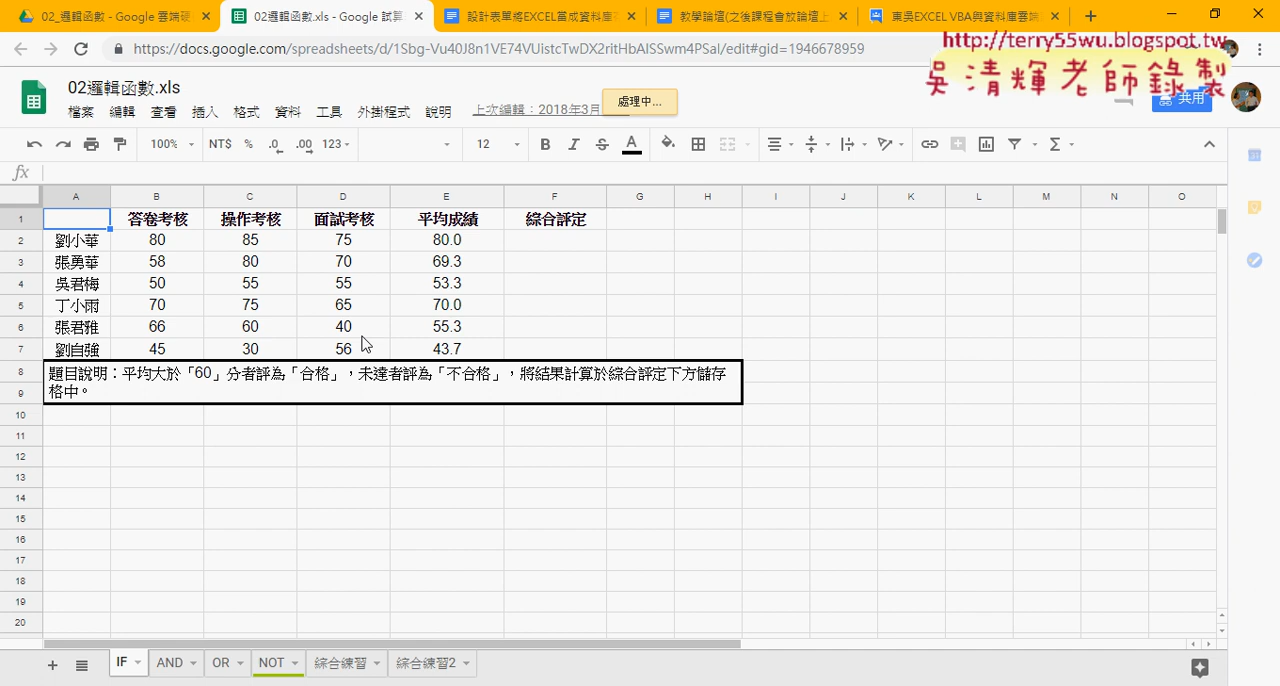 02_邏輯函數 - Google 雲端硬
02邏輯函數.xls - Google 試算
設計表單將EXCEL當成資料庫
教學論壇(之後課程會放論壇上
東吳EXCEL VBA與資料庫雲端
https://docs.google.com/spreadsheets/d/1Sbg-Vu40J8n1VE74VUistcTwDX2ritHbAISSwm4PSaI/edit#gid=1946678959
http://terry55wu.blogspot.tw
吳清輝老師錄製
02邏輯函數.xls
檔案 編輯 查看 插入 格式 資料 工具 外掛程式 說明 上次編輯：2018年3月
處理中...
共用
100% NT$ % .0 .00 123 12 B I S A Σ
fx
A B C D E F G H I J K L M N O
1 答卷考核 操作考核 面試考核 平均成績 綜合評定
2 劉小華 80 85 75 80.0
3 張勇華 58 80 70 69.3
4 吳君梅 50 55 55 53.3
5 丁小雨 70 75 65 70.0
6 張君雅 66 60 40 55.3
7 劉自強 45 30 56 43.7
8 題目說明：平均大於「60」分者評為「合格」，未達者評為「不合格」，將結果計算於綜合評定下方儲存
9 格中。
10
11
12
13
14
15
16
17
18
19
20
IF AND OR NOT 綜合練習 綜合練習2